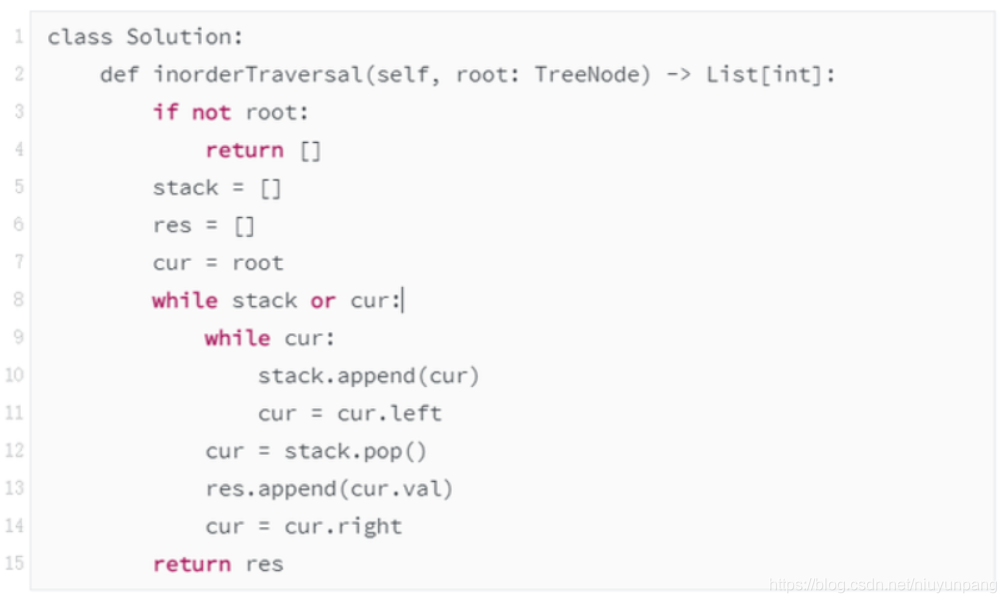 1 class Solution:
2     def inorderTraversal(self, root: TreeNode) -> List[int]:
3         if not root:
4             return []
5         stack = []
6         res = []
7         cur = root
8         while stack or cur:
9             while cur:
10                 stack.append(cur)
11                 cur = cur.left
12             cur = stack.pop()
13             res.append(cur.val)
14             cur = cur.right
15         return res
https://blog.csdn.net/niuyunpang